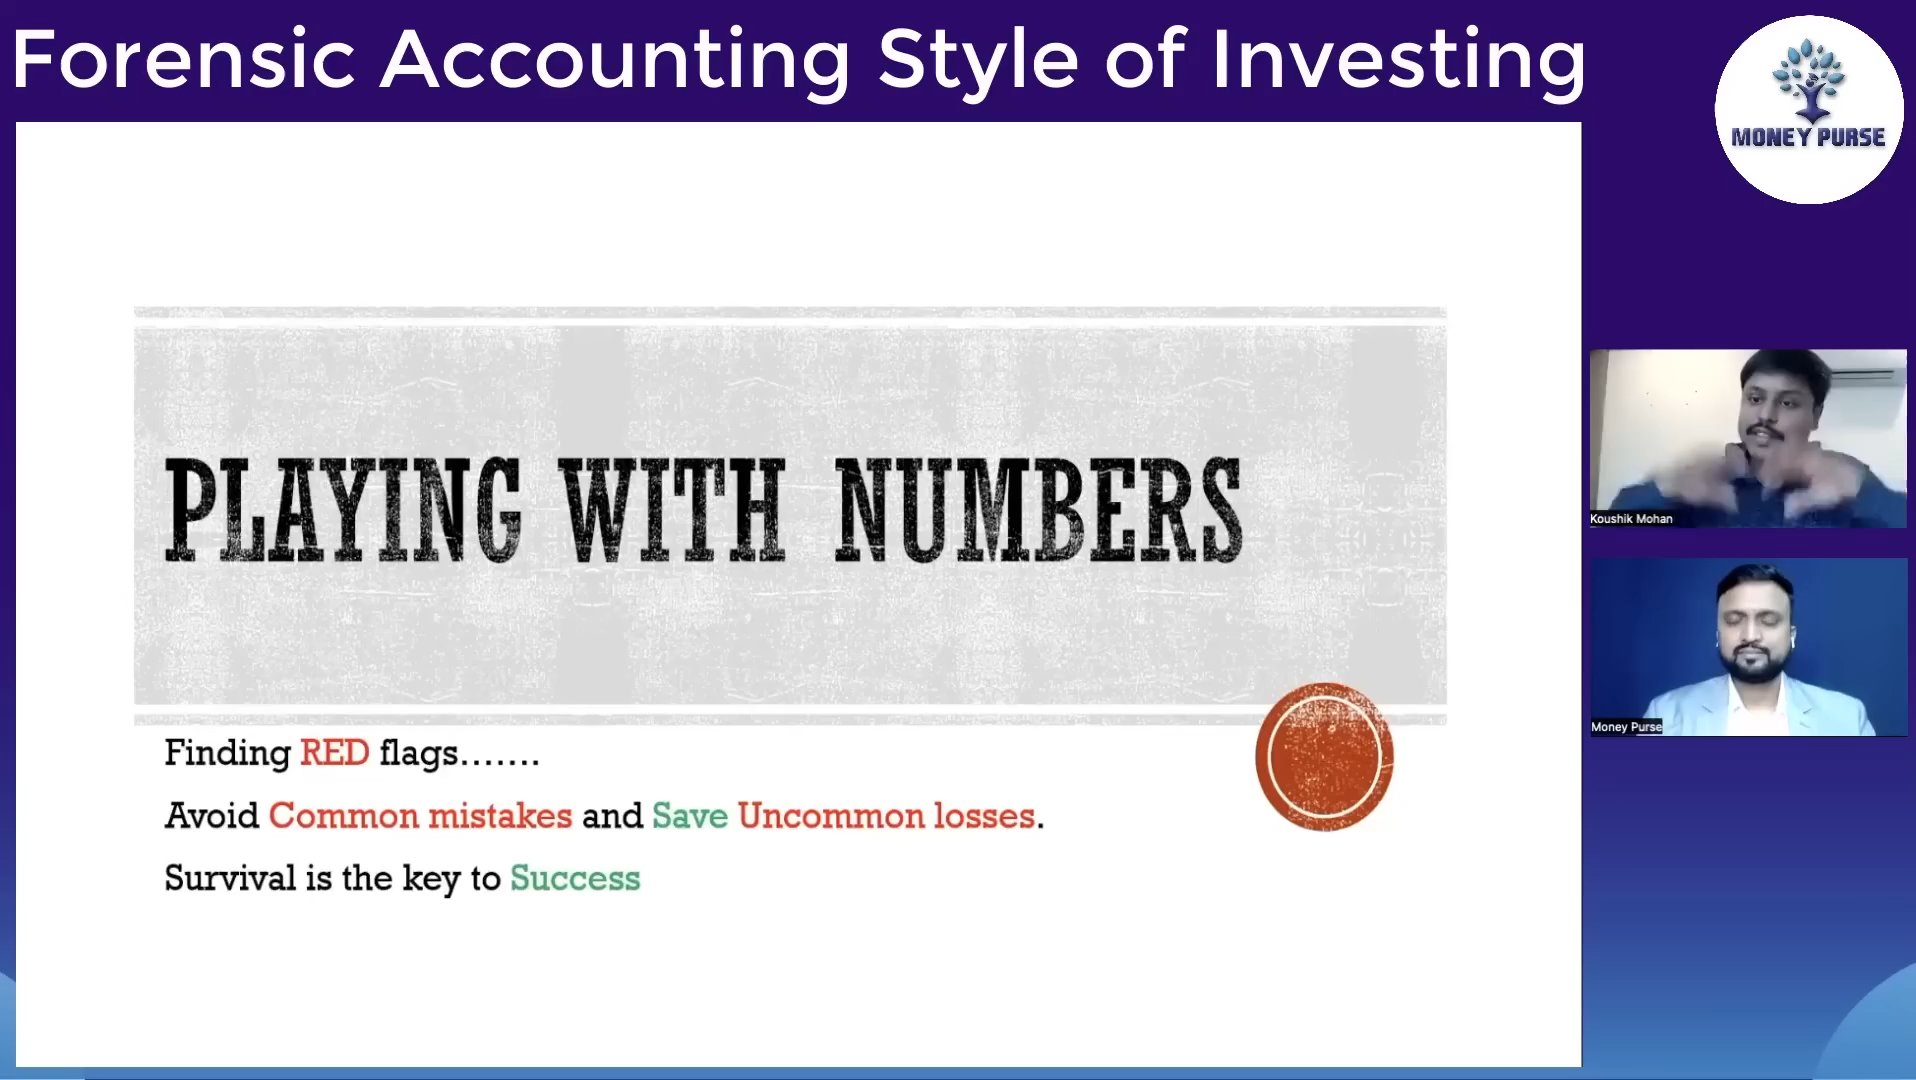 Forensic Accounting Style of Investing
MONEY PURSE
PLAYING WITH NUMBERS
Finding RED flags.......
Avoid Common mistakes and Save Uncommon losses.
Survival is the key to Success
Koushik Mohan
Money Purse